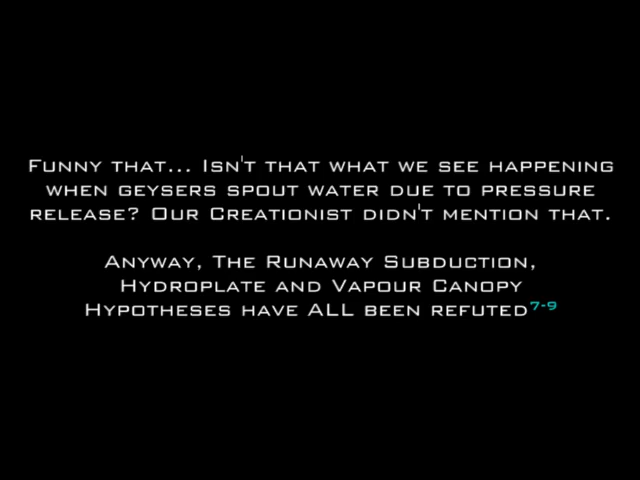 Funny that... Isn't that what we see happening
when geysers spout water due to pressure
release? Our Creationist didn't mention that.
Anyway, The Runaway Subduction,
Hydroplate and Vapour Canopy
Hypotheses have ALL been refuted7-9